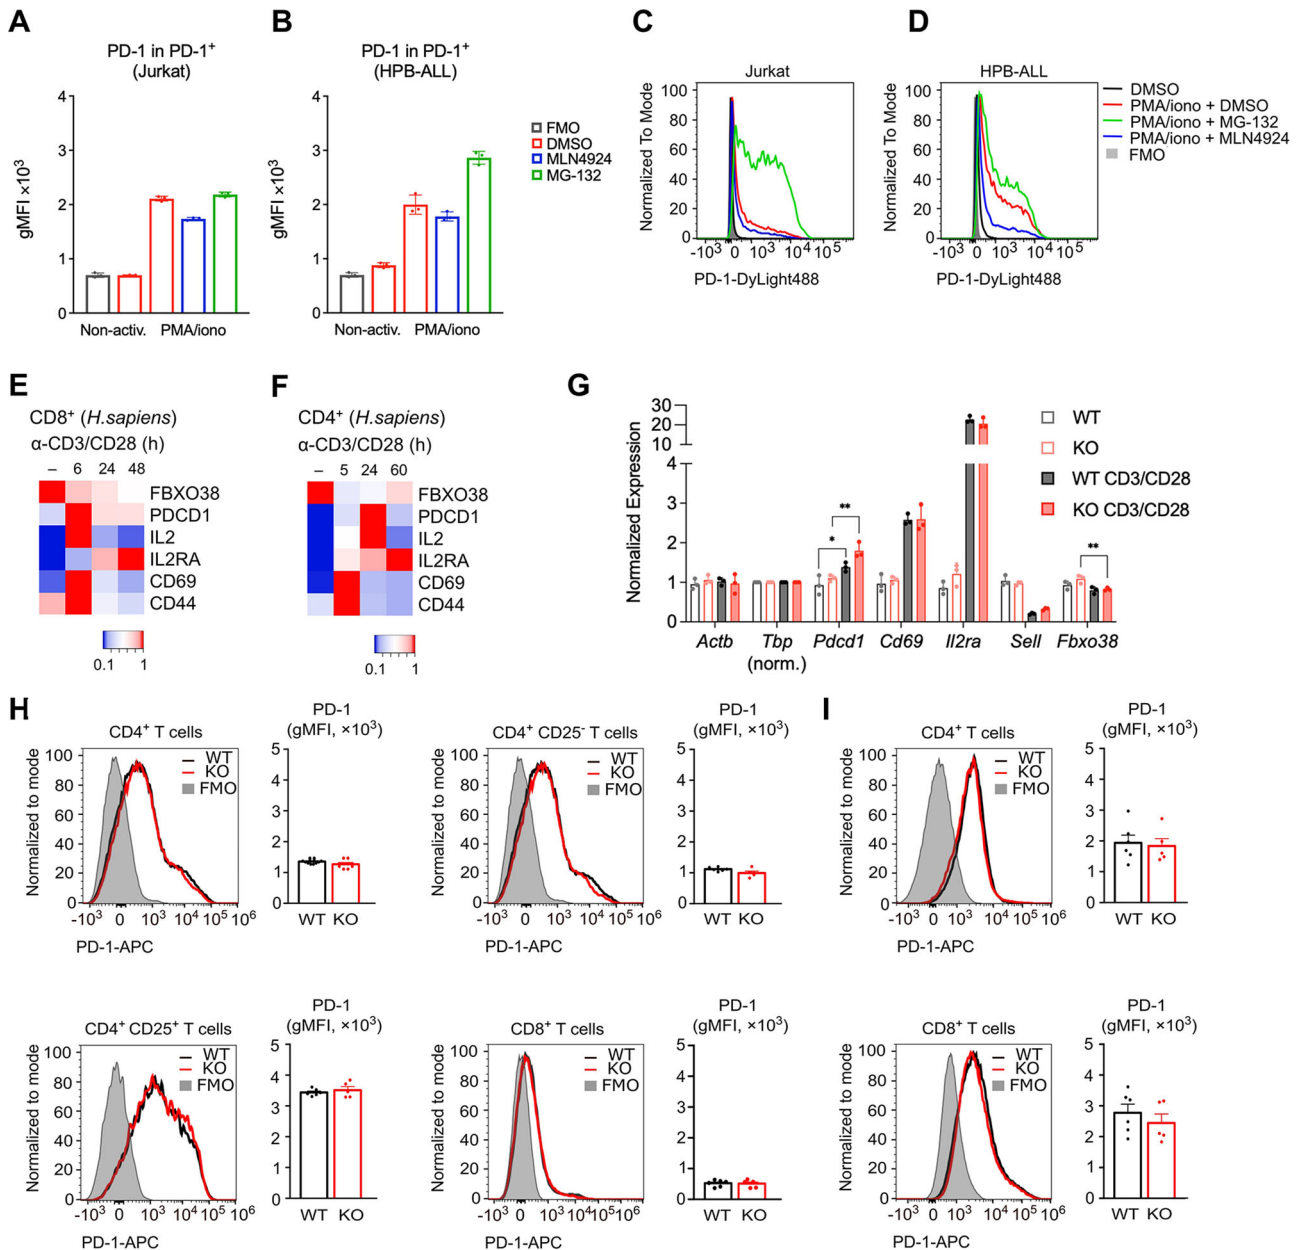 A
PD-1 in PD-1⁺
(Jurkat)
gMFI ×10³
4
3
2
1
0
Non-activ. PMA/iono
B
PD-1 in PD-1⁺
(HPB-ALL)
gMFI ×10³
4
3
2
1
0
Non-activ. PMA/iono
FMO
DMSO
MLN4924
MG-132
C
Jurkat
Normalized To Mode
100
80
60
40
20
0
-10³ 0 10³ 10⁴ 10⁵
PD-1-DyLight488
D
HPB-ALL
Normalized To Mode
100
80
60
40
20
0
-10³ 0 10³ 10⁴ 10⁵
PD-1-DyLight488
DMSO
PMA/iono + DMSO
PMA/iono + MG-132
PMA/iono + MLN4924
FMO
E
CD8⁺ (H.sapiens)
α-CD3/CD28 (h)
– 6 24 48
FBXO38
PDCD1
IL2
IL2RA
CD69
CD44
0.1 1
F
CD4⁺ (H.sapiens)
α-CD3/CD28 (h)
– 5 24 60
FBXO38
PDCD1
IL2
IL2RA
CD69
CD44
0.1 1
G
Normalized Expression
30
20
10
4
3
2
1
0
* ** **
Actb Tbp Pdcd1 Cd69 Il2ra Sell Fbxo38
(norm.)
WT
KO
WT CD3/CD28
KO CD3/CD28
H
CD4⁺ T cells
Normalized to mode
100
80
60
40
20
0
-10³ 0 10³ 10⁴ 10⁵ 10⁶
PD-1-APC
WT
KO
FMO
PD-1
(gMFI, ×10³)
5
4
3
2
1
0
WT KO
CD4⁺ CD25⁻ T cells
Normalized to mode
100
80
60
40
20
0
-10³ 0 10³ 10⁴ 10⁵ 10⁶
PD-1-APC
WT
KO
FMO
PD-1
(gMFI, ×10³)
5
4
3
2
1
0
WT KO
I
CD4⁺ T cells
Normalized to mode
100
80
60
40
20
0
-10³ 0 10³ 10⁴ 10⁵ 10⁶
PD-1-APC
WT
KO
FMO
PD-1
(gMFI, ×10³)
5
4
3
2
1
0
WT KO
CD4⁺ CD25⁺ T cells
Normalized to mode
100
80
60
40
20
0
-10³ 0 10³ 10⁴ 10⁵ 10⁶
PD-1-APC
WT
KO
FMO
PD-1
(gMFI, ×10³)
5
4
3
2
1
0
WT KO
CD8⁺ T cells
Normalized to mode
100
80
60
40
20
0
-10³ 0 10³ 10⁴ 10⁵ 10⁶
PD-1-APC
WT
KO
FMO
PD-1
(gMFI, ×10³)
5
4
3
2
1
0
WT KO
CD8⁺ T cells
Normalized to mode
100
80
60
40
20
0
-10³ 0 10³ 10⁴ 10⁵ 10⁶
PD-1-APC
WT
KO
FMO
PD-1
(gMFI, ×10³)
5
4
3
2
1
0
WT KO